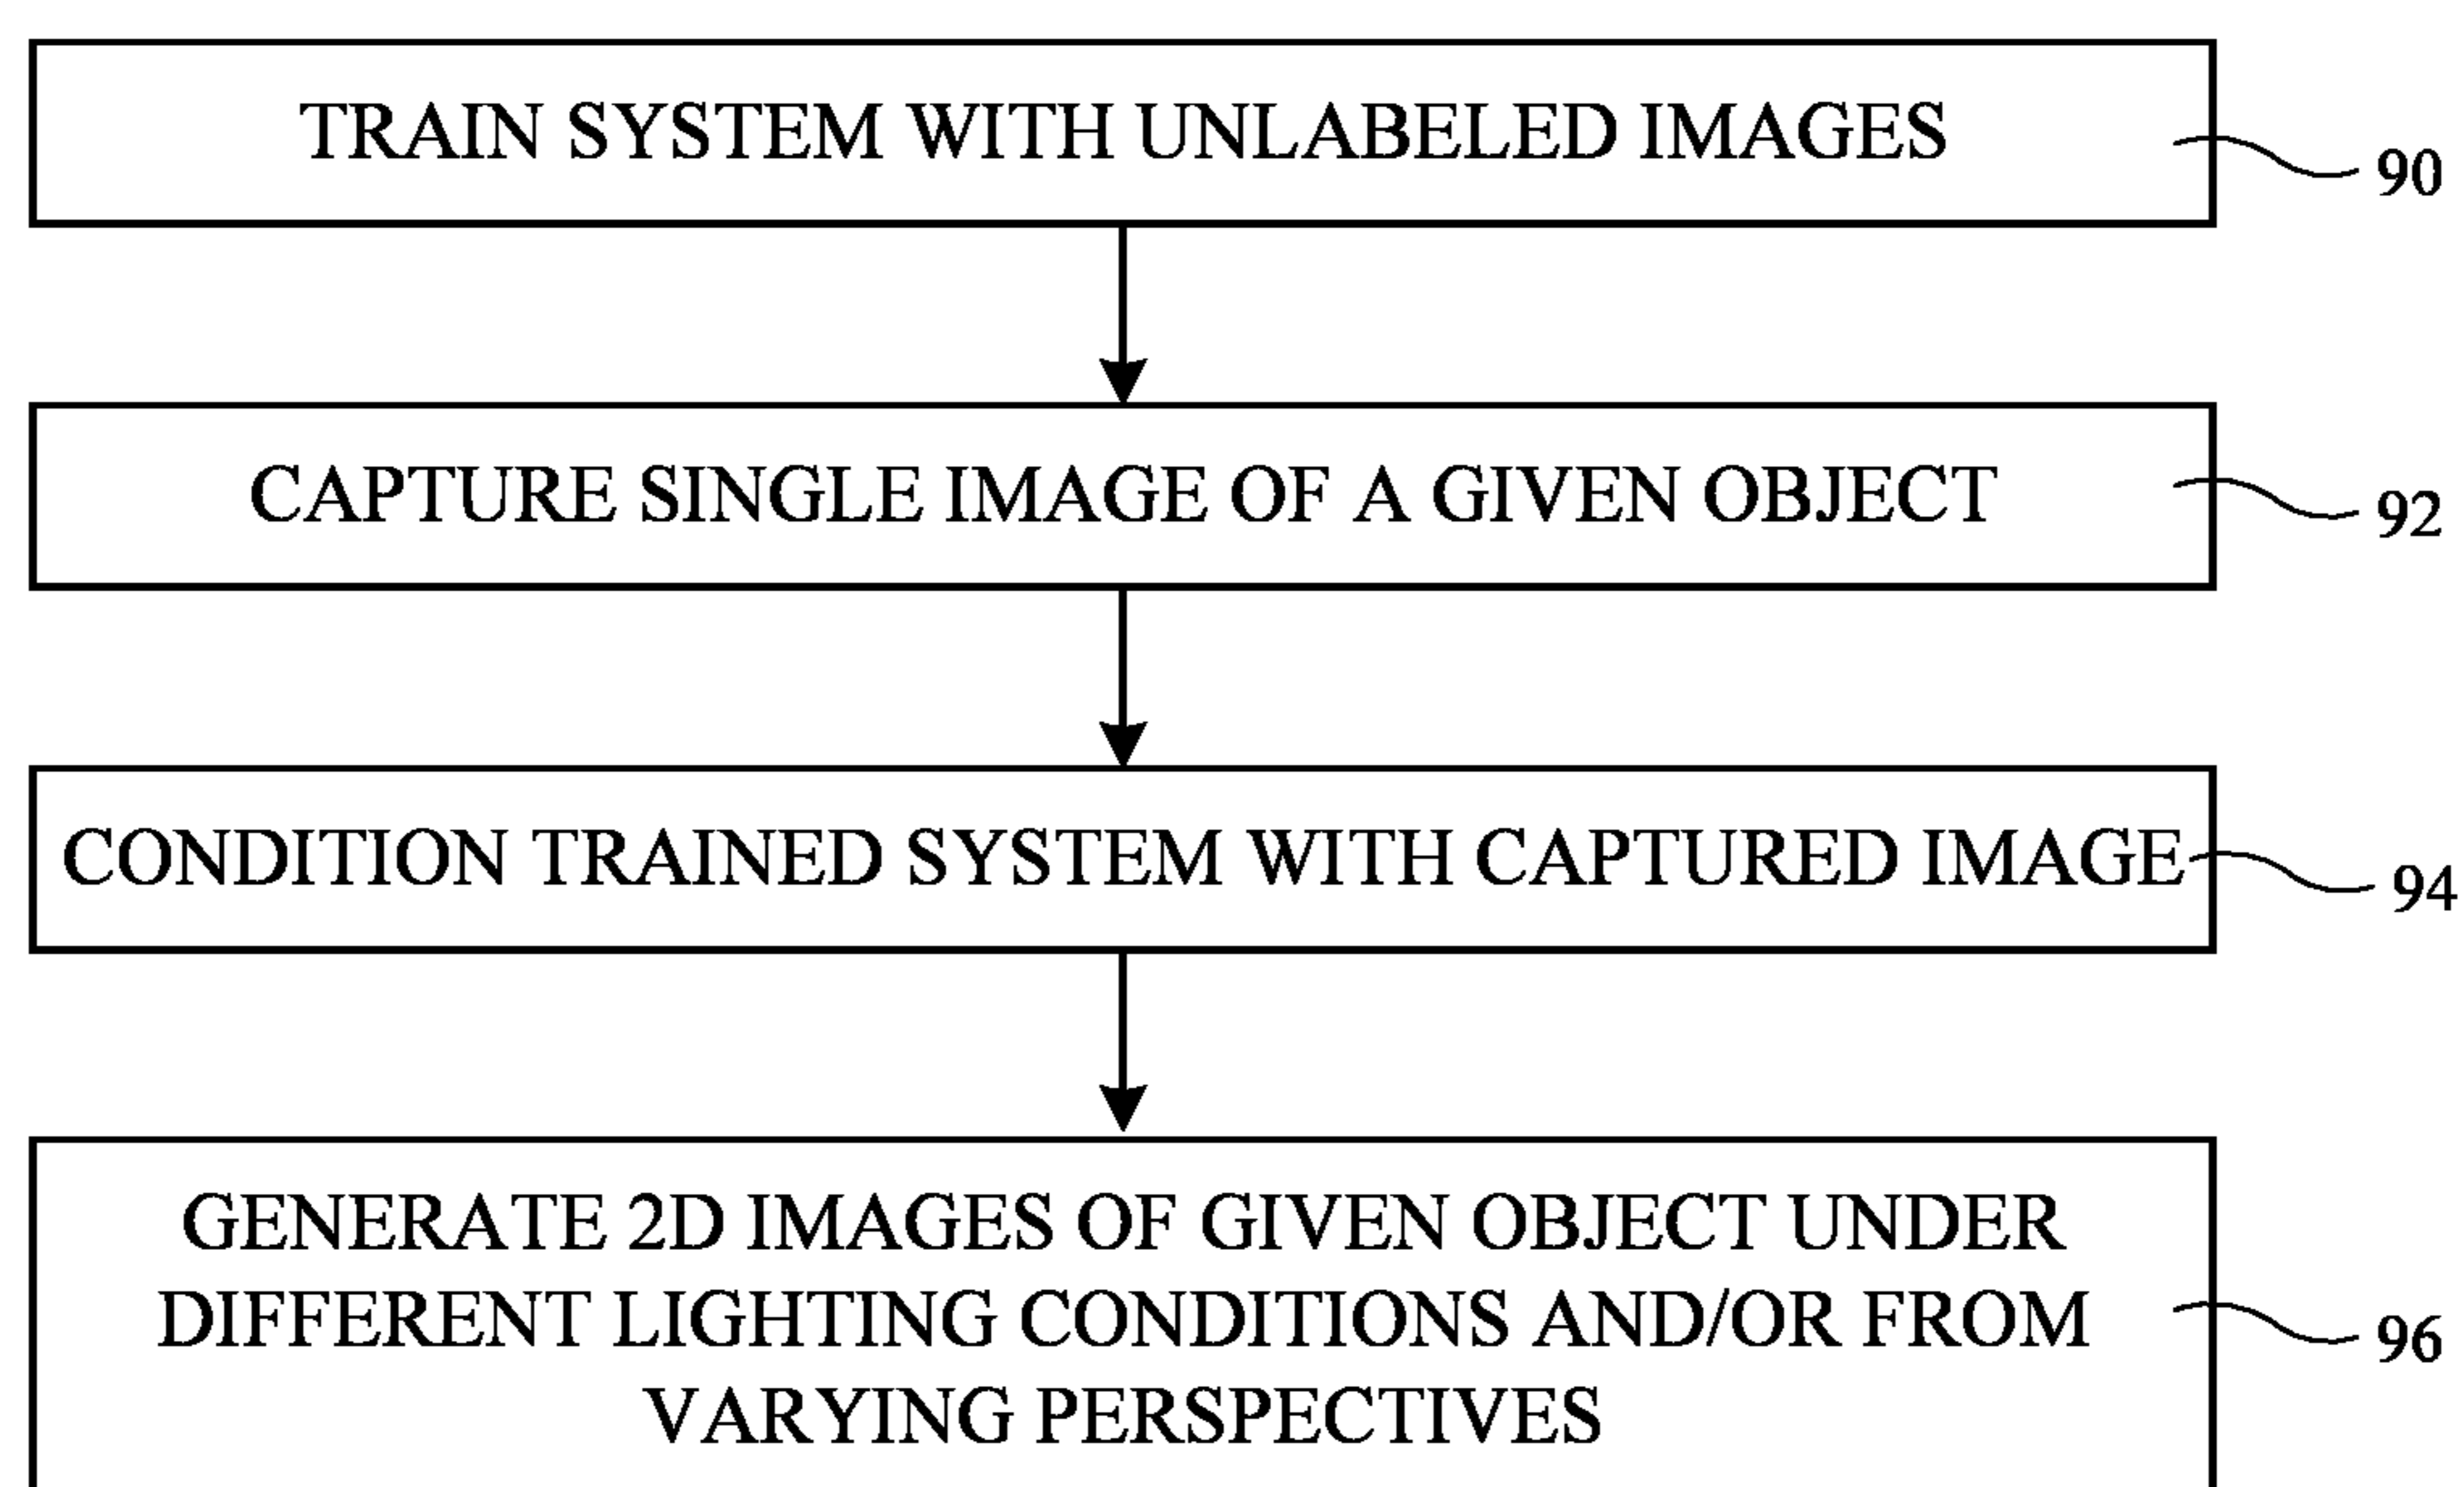 TRAIN SYSTEM WITH UNLABELED IMAGES
90
CAPTURE SINGLE IMAGE OF A GIVEN OBJECT
92
CONDITION TRAINED SYSTEM WITH CAPTURED IMAGE
94
GENERATE 2D IMAGES OF GIVEN OBJECT UNDER
DIFFERENT LIGHTING CONDITIONS AND/OR FROM
96
VARYING PERSPECTIVES